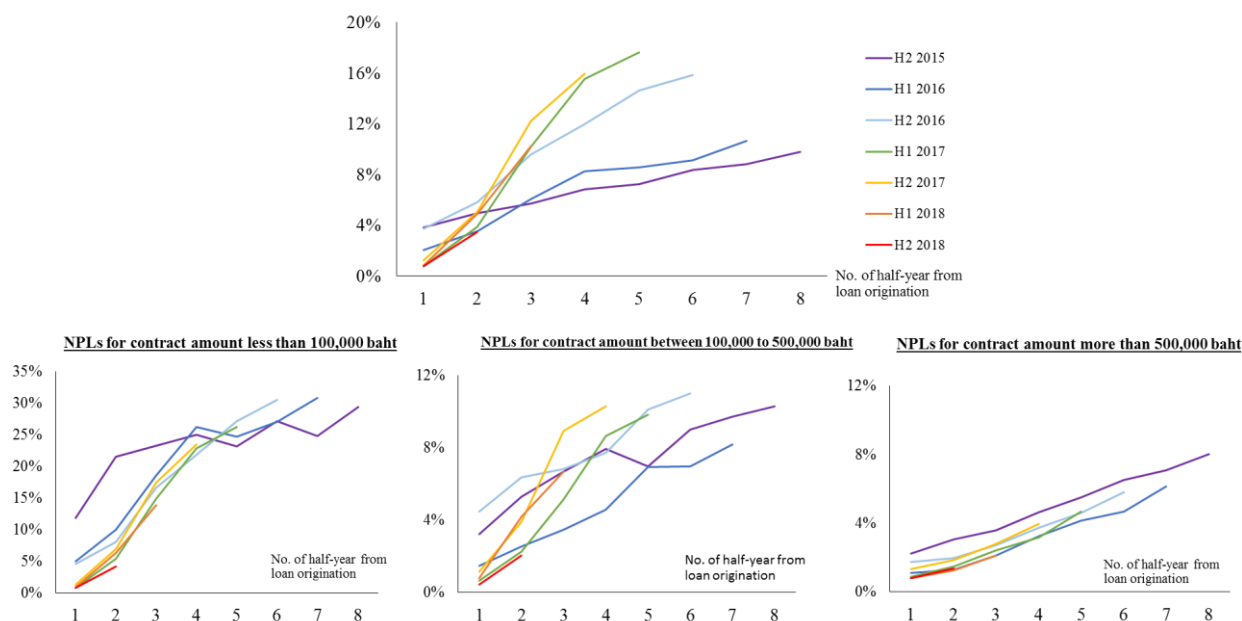 20%
16%
12%
8%
4%
0%
1 2 3 4 5 6 7 8
No. of half-year from
loan origination
H2 2015
H1 2016
H2 2016
H1 2017
H2 2017
H1 2018
H2 2018
NPLs for contract amount less than 100,000 baht
35%
30%
25%
20%
15%
10%
5%
0%
1 2 3 4 5 6 7 8
No. of half-year from
loan origination
NPLs for contract amount between 100,000 to 500,000 baht
12%
8%
4%
0%
1 2 3 4 5 6 7 8
No. of half-year from
loan origination
NPLs for contract amount more than 500,000 baht
12%
8%
4%
0%
1 2 3 4 5 6 7 8
No. of half-year from
loan origination